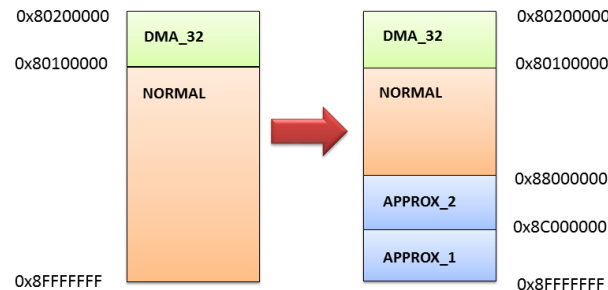 0x80200000
DMA_32
0x80100000
NORMAL
0x8FFFFFFF
0x80200000
DMA_32
0x80100000
NORMAL
0x88000000
APPROX_2
0x8C000000
APPROX_1
0x8FFFFFFF